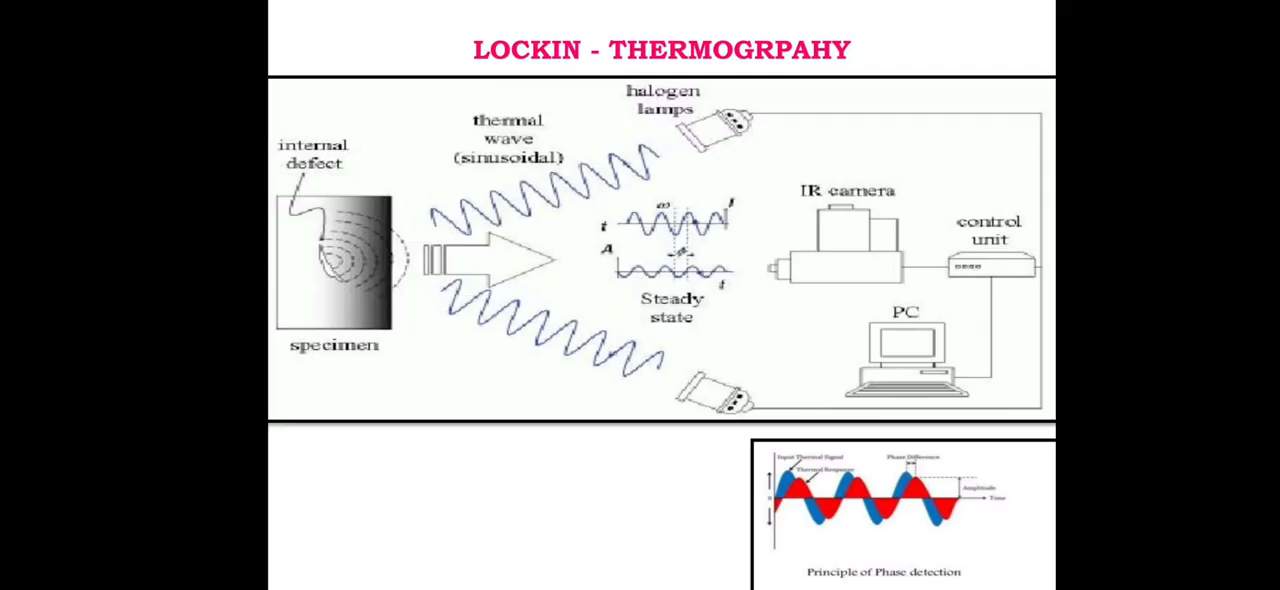 LOCKIN - THERMOGRPAHY
halogen
lamps
thermal
wave
(sinusoidal)
internal
defect
IR camera
control
unit
t
A
t
Steady
state
PC
specimen
Input Thermal Signal
Phase Difference
Thermal Response
Amplitude
0
Time
Principle of Phase detection